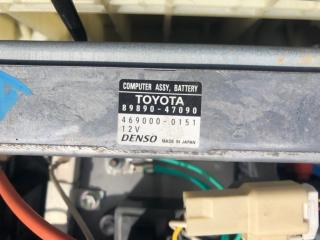 COMPUTER ASSY, BATTERY
TOYOTA
89890-47090
469000-0151
12V
DENSO MADE IN JAPAN